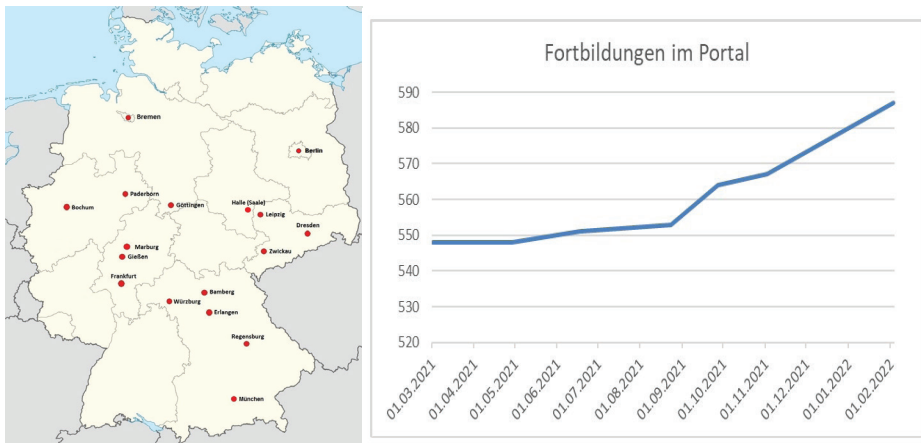 Bremen
Berlin
Paderborn
Bochum
Göttingen
Halle (Saale)
Leipzig
Dresden
Zwickau
Marburg
Gießen
Frankfurt
Bamberg
Würzburg
Erlangen
Regensburg
München
Fortbildungen im Portal
590
580
570
560
550
540
530
520
01.03.2021
01.04.2021
01.05.2021
01.06.2021
01.07.2021
01.08.2021
01.09.2021
01.10.2021
01.11.2021
01.12.2021
01.01.2022
01.02.2022